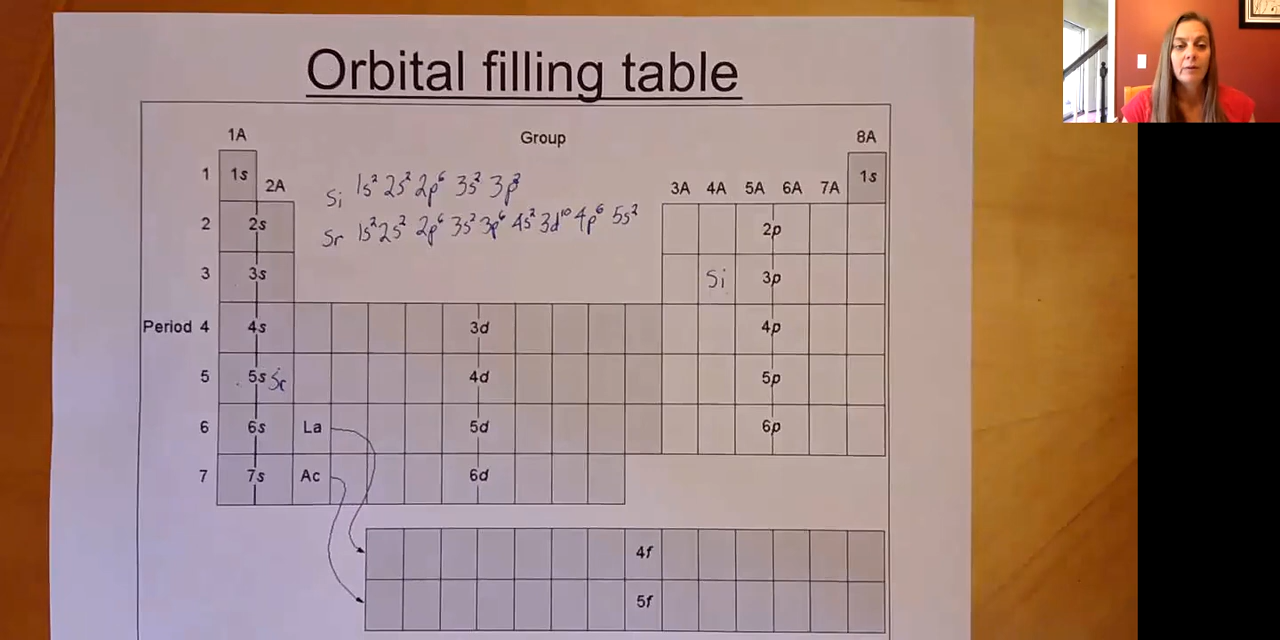 Orbital filling table
1A Group 8A
1 1s 2A Si 1s² 2s² 2p⁶ 3s² 3p² 3A 4A 5A 6A 7A 1s
2 2s Sr 1s² 2s² 2p⁶ 3s² 3p⁶ 4s² 3d¹⁰ 4p⁶ 5s² 2p
3 3s Si 3p
Period 4 4s 3d 4p
5 5s Sr 4d 5p
6 6s La 5d 6p
7 7s Ac 6d
4f
5f